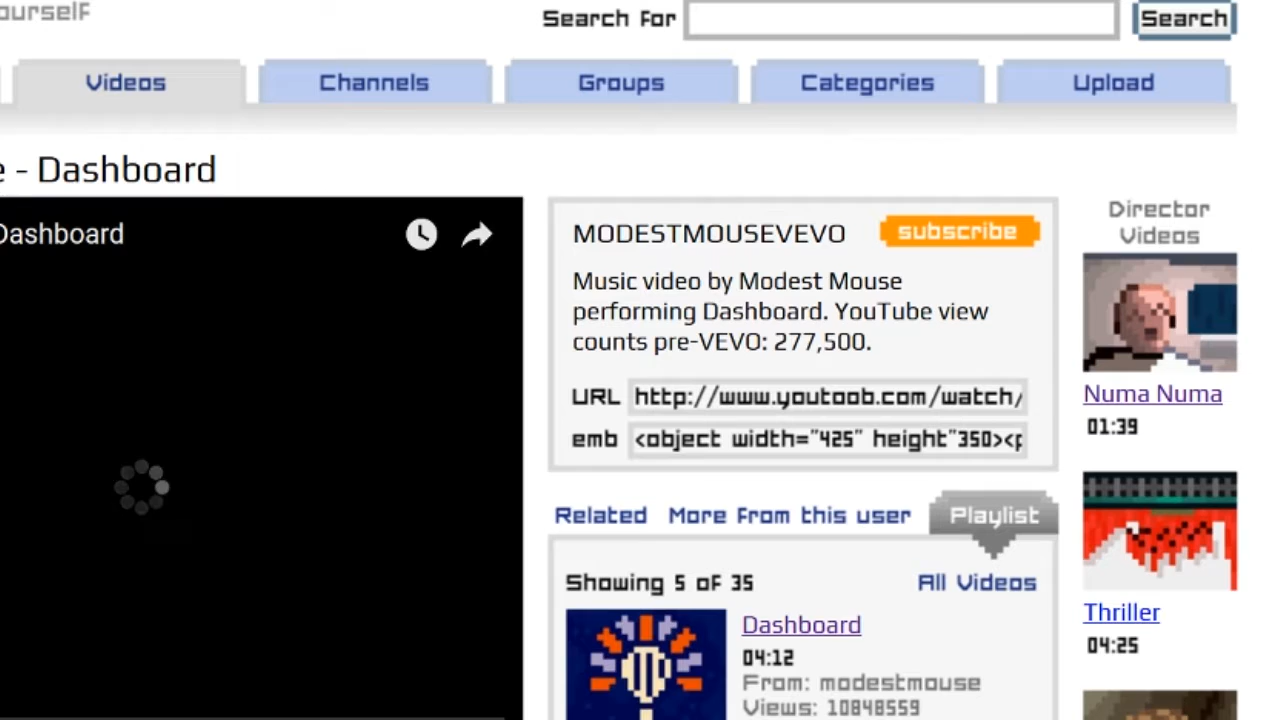 ourself
Search for
Search
Videos
Channels
Groups
Categories
Upload
e - Dashboard
Dashboard
MODESTMOUSEVEVO
subscribe
Music video by Modest Mouse
performing Dashboard. YouTube view
counts pre-VEVO: 277,500.
URL http://www.youtoob.com/watch/
emb <object width="425" height"350><p
Related
More from this user
Playlist
Showing 5 of 35
All Videos
Dashboard
04:12
From: modestmouse
Views: 10848559
Director
Videos
Numa Numa
01:39
Thriller
04:25